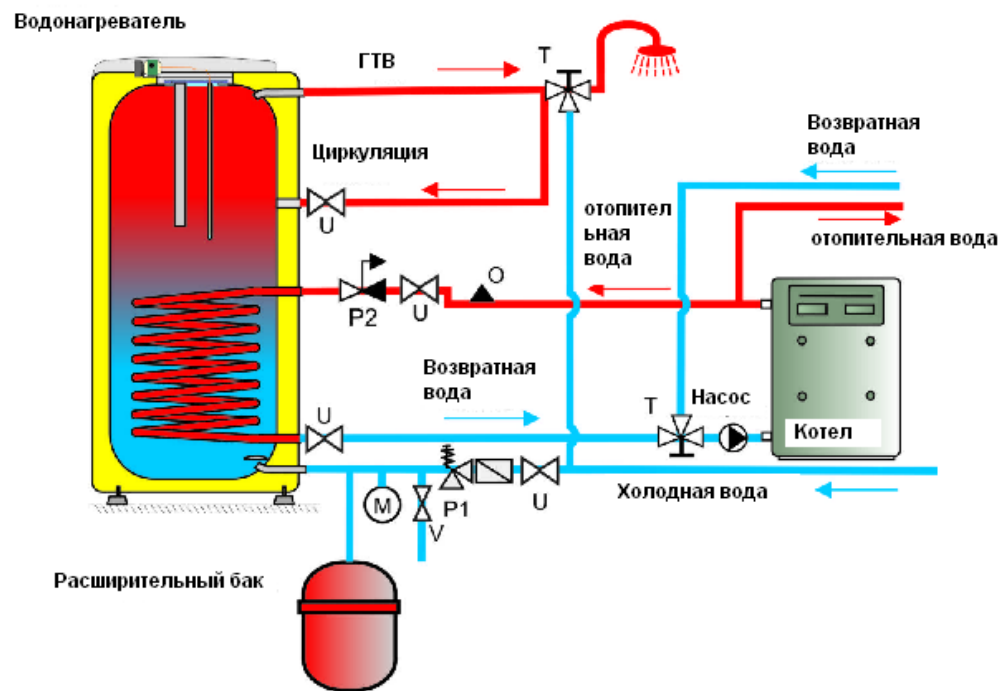 Водонагреватель
ГТВ
T
Возвратная
вода
Циркуляция
U
отопител
ьная
вода
отопительная вода
O
P2
U
Возвратная
вода
U
T
Насос
Котел
M
V
P1
U
Холодная вода
Расширительный бак